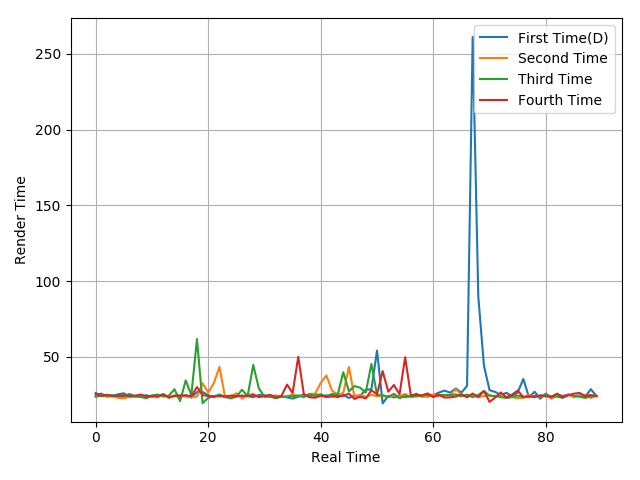 First Time(D)
Second Time
Third Time
Fourth Time
250
200
150
100
50
Render Time
0 20 40 60 80
Real Time